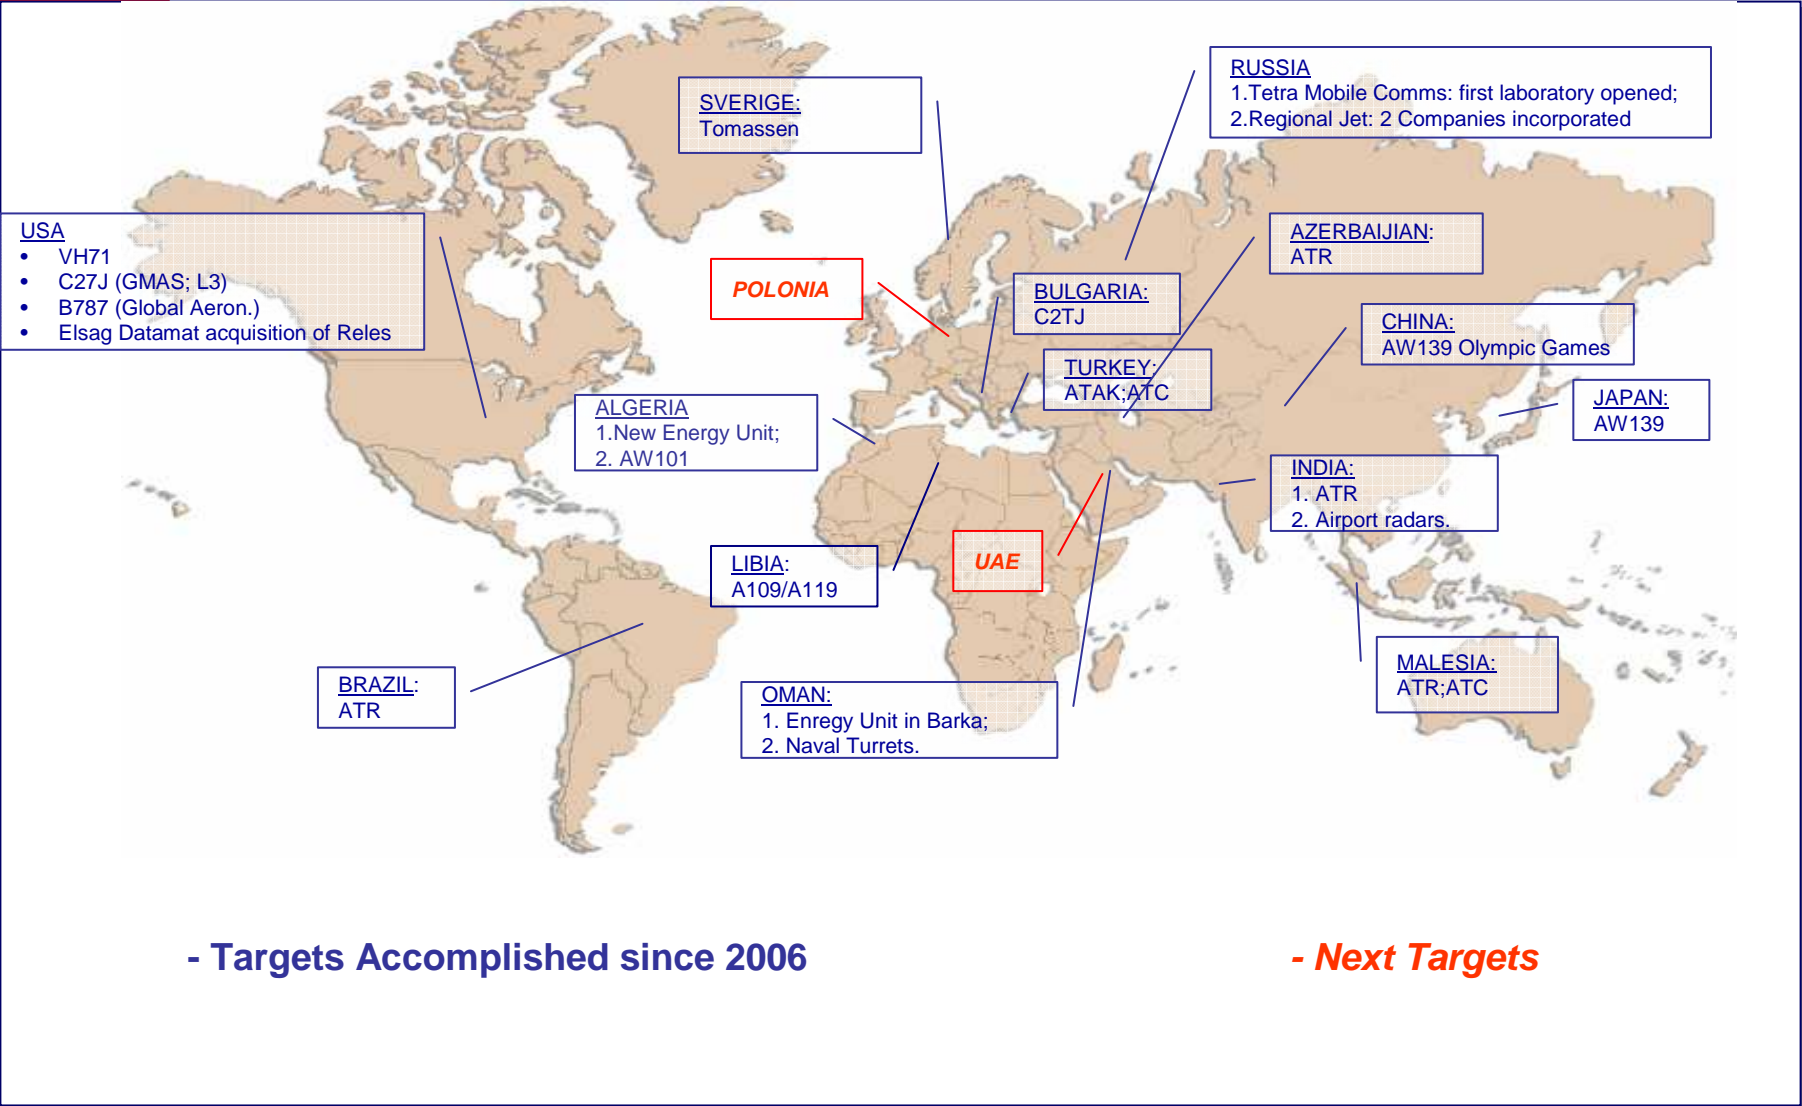 RUSSIA
1.Tetra Mobile Comms: first laboratory opened;
2.Regional Jet: 2 Companies incorporated
SVERIGE:
Tomassen
USA
• VH71
• C27J (GMAS; L3)
• B787 (Global Aeron.)
• Elsag Datamat acquisition of Reles
AZERBAIJIAN:
ATR
POLONIA
BULGARIA:
C2TJ
CHINA:
AW139 Olympic Games
TURKEY:
ATAK;ATC
JAPAN:
AW139
ALGERIA
1.New Energy Unit;
2. AW101
INDIA:
1. ATR
2. Airport radars.
LIBIA:
A109/A119
UAE
BRAZIL:
ATR
OMAN:
1. Enregy Unit in Barka;
2. Naval Turrets.
MALESIA:
ATR;ATC
- Targets Accomplished since 2006
- Next Targets